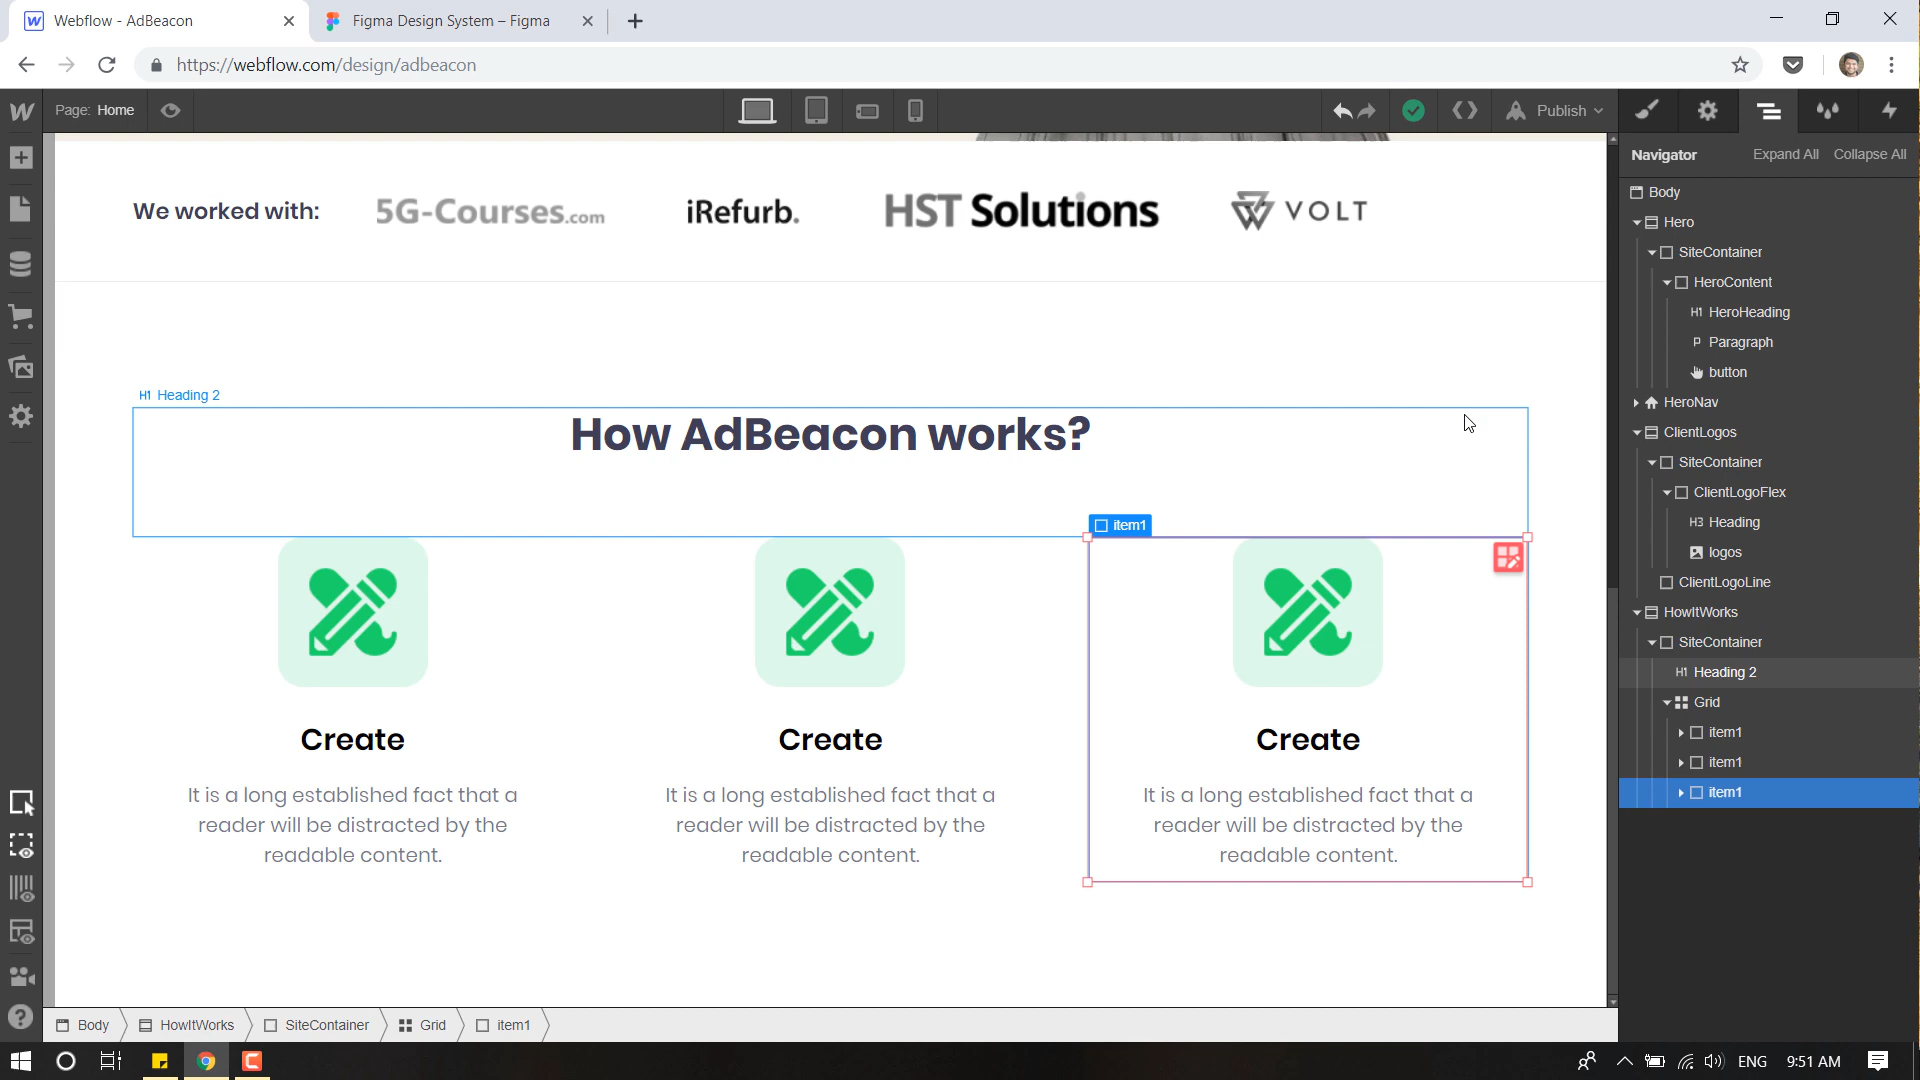 Webflow - AdBeacon
Figma Design System – Figma
https://webflow.com/design/adbeacon
Page: Home
Publish
Navigator
Expand All
Collapse All
We worked with:
5G-Courses.com
iRefurb.
HST Solutions
VOLT
H1 Heading 2
How AdBeacon works?
item1
Create
It is a long established fact that a
reader will be distracted by the
readable content.
Create
It is a long established fact that a
reader will be distracted by the
readable content.
Create
It is a long established fact that a
reader will be distracted by the
readable content.
Body
Hero
SiteContainer
HeroContent
H1 HeroHeading
P Paragraph
button
HeroNav
ClientLogos
SiteContainer
ClientLogoFlex
H3 Heading
logos
ClientLogoLine
HowItWorks
SiteContainer
H1 Heading 2
Grid
item1
item1
item1
Body
HowItWorks
SiteContainer
Grid
item1
ENG
9:51 AM